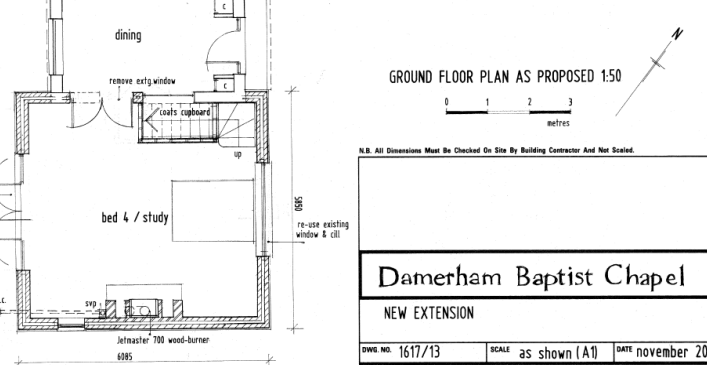 c
dining
remove extg.window
c
coats cupboard
up
bed 4 / study
5850
re-use existing
window & cill
svp
Jetmaster 700 wood-burner
6085
N
GROUND FLOOR PLAN AS PROPOSED 1:50
0 1 2 3
metres
N.B. All Dimensions Must Be Checked On Site By Building Contractor And Not Scaled.
Damerham Baptist Chapel
NEW EXTENSION
DWG. NO. 1617/13 SCALE as shown (A1) DATE november 20